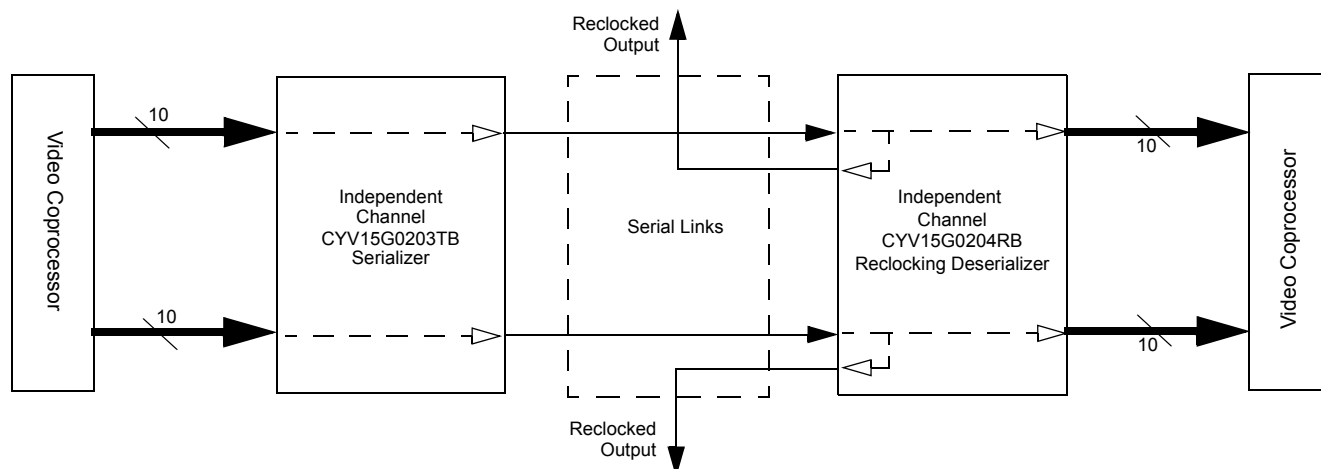 Reclocked
Output
10
10
Video Coprocessor
Independent
Channel
CYV15G0203TB
Serializer
Serial Links
Independent
Channel
CYV15G0204RB
Reclocking Deserializer
Video Coprocessor
10
10
Reclocked
Output